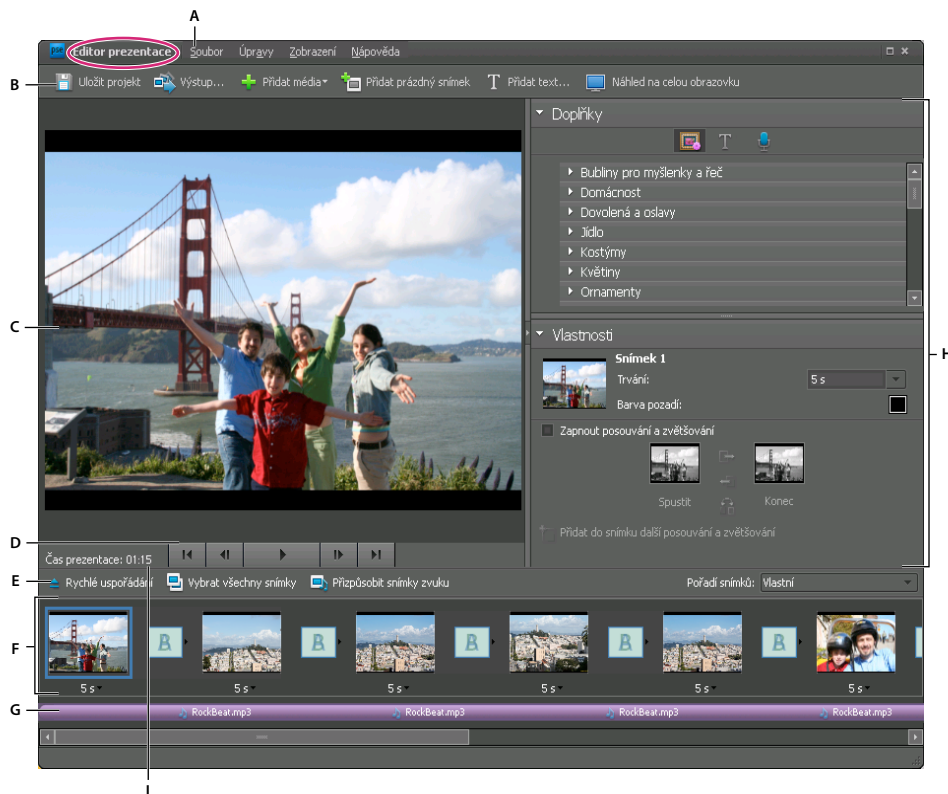 A
pse Editor prezentace Soubor Úpravy Zobrazení Nápověda
B
Uložit projekt Výstup... Přidat média Přidat prázdný snímek T Přidat text... Náhled na celou obrazovku
Doplňky
T
Bubliny pro myšlenky a řeč
Domácnost
Dovolená a oslavy
Jídlo
Kostýmy
Květiny
Ornamenty
C
H
Vlastnosti
Snímek 1
Trvání: 5 s
Barva pozadí:
Zapnout posouvání a zvětšování
Spustit Konec
Přidat do snímku další posouvání a zvětšování
D
Čas prezentace: 01:15
E
Rychlé uspořádání Vybrat všechny snímky Přizpůsobit snímky zvuku Pořadí snímků: Vlastní
F
B B B B B
5 s 5 s 5 s 5 s 5 s 5 s
G
RockBeat.mp3 RockBeat.mp3 RockBeat.mp3 RockBeat.mp3